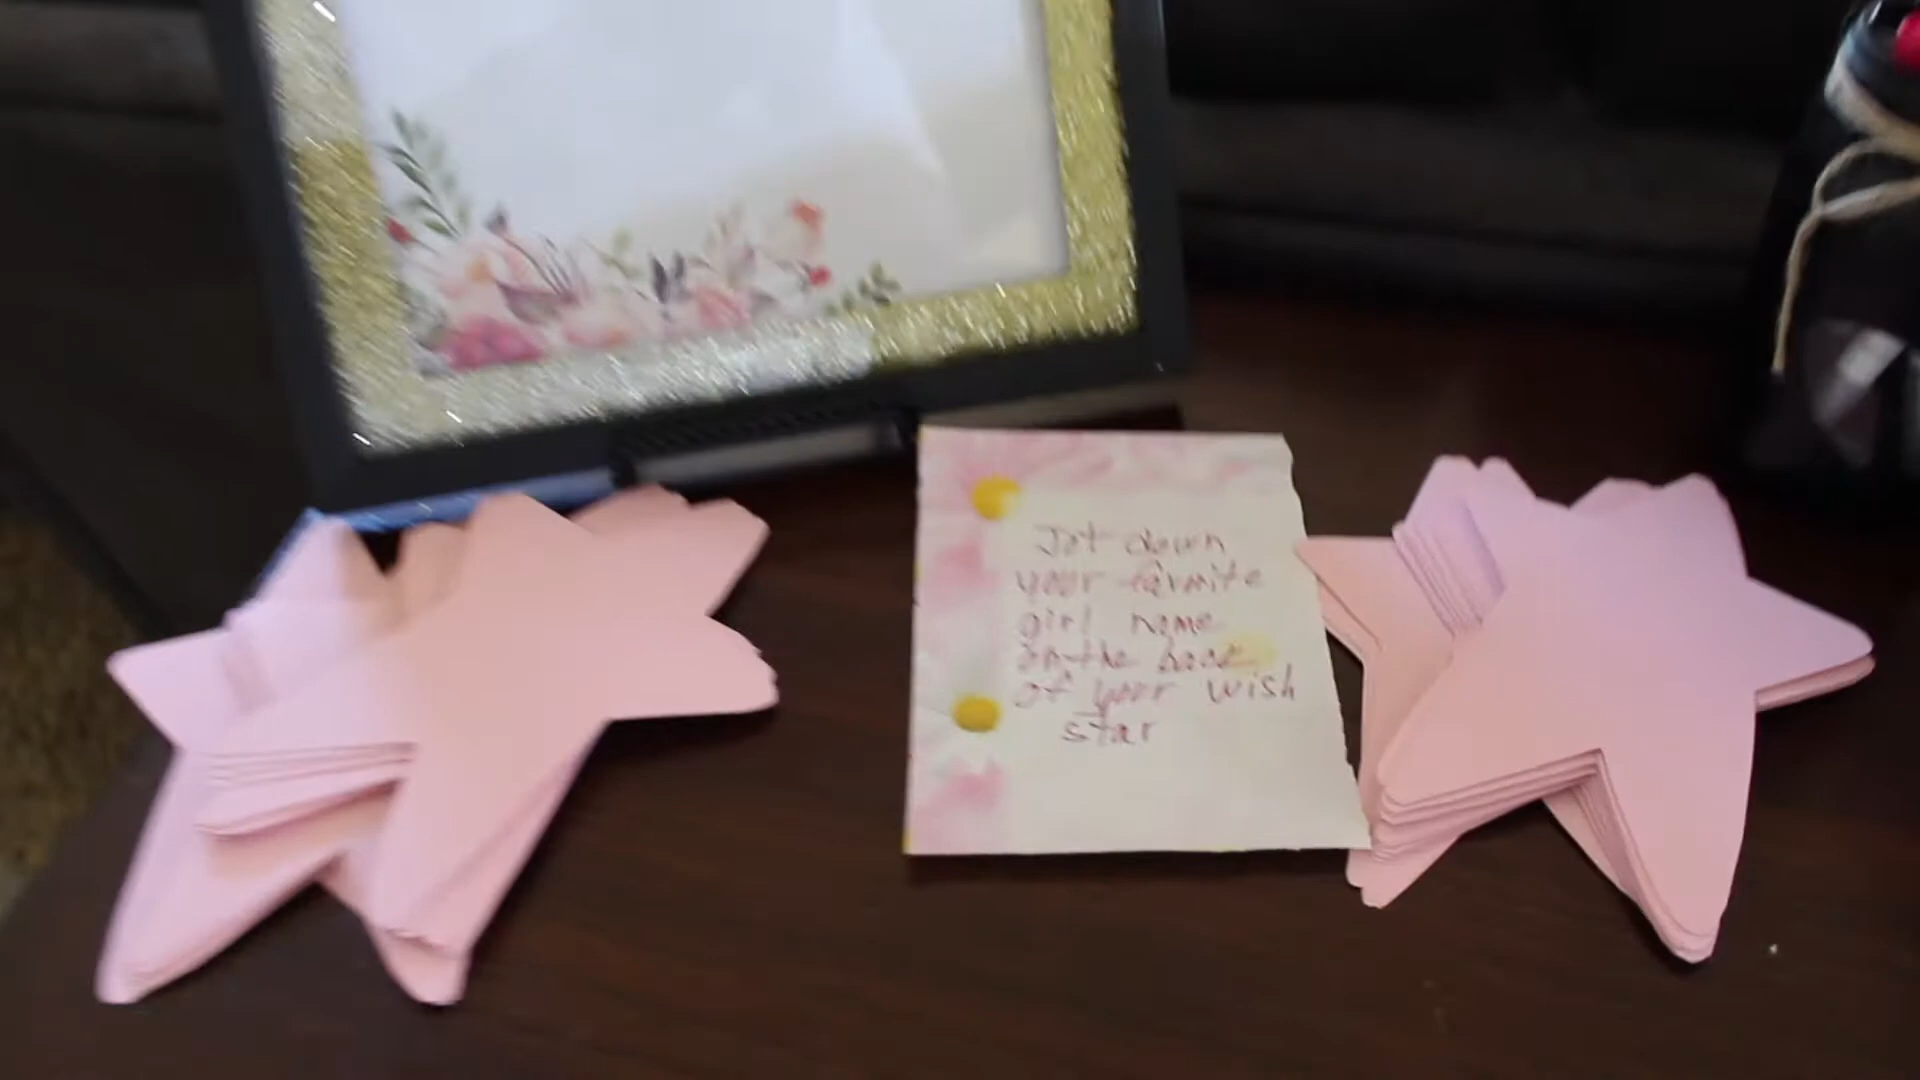 Jot down
your favorite
girl name
on the back
of your wish
star